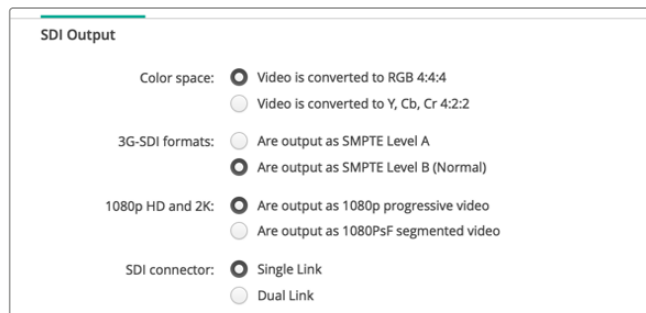 SDI Output
Color space: Video is converted to RGB 4:4:4
Video is converted to Y, Cb, Cr 4:2:2
3G-SDI formats: Are output as SMPTE Level A
Are output as SMPTE Level B (Normal)
1080p HD and 2K: Are output as 1080p progressive video
Are output as 1080PsF segmented video
SDI connector: Single Link
Dual Link